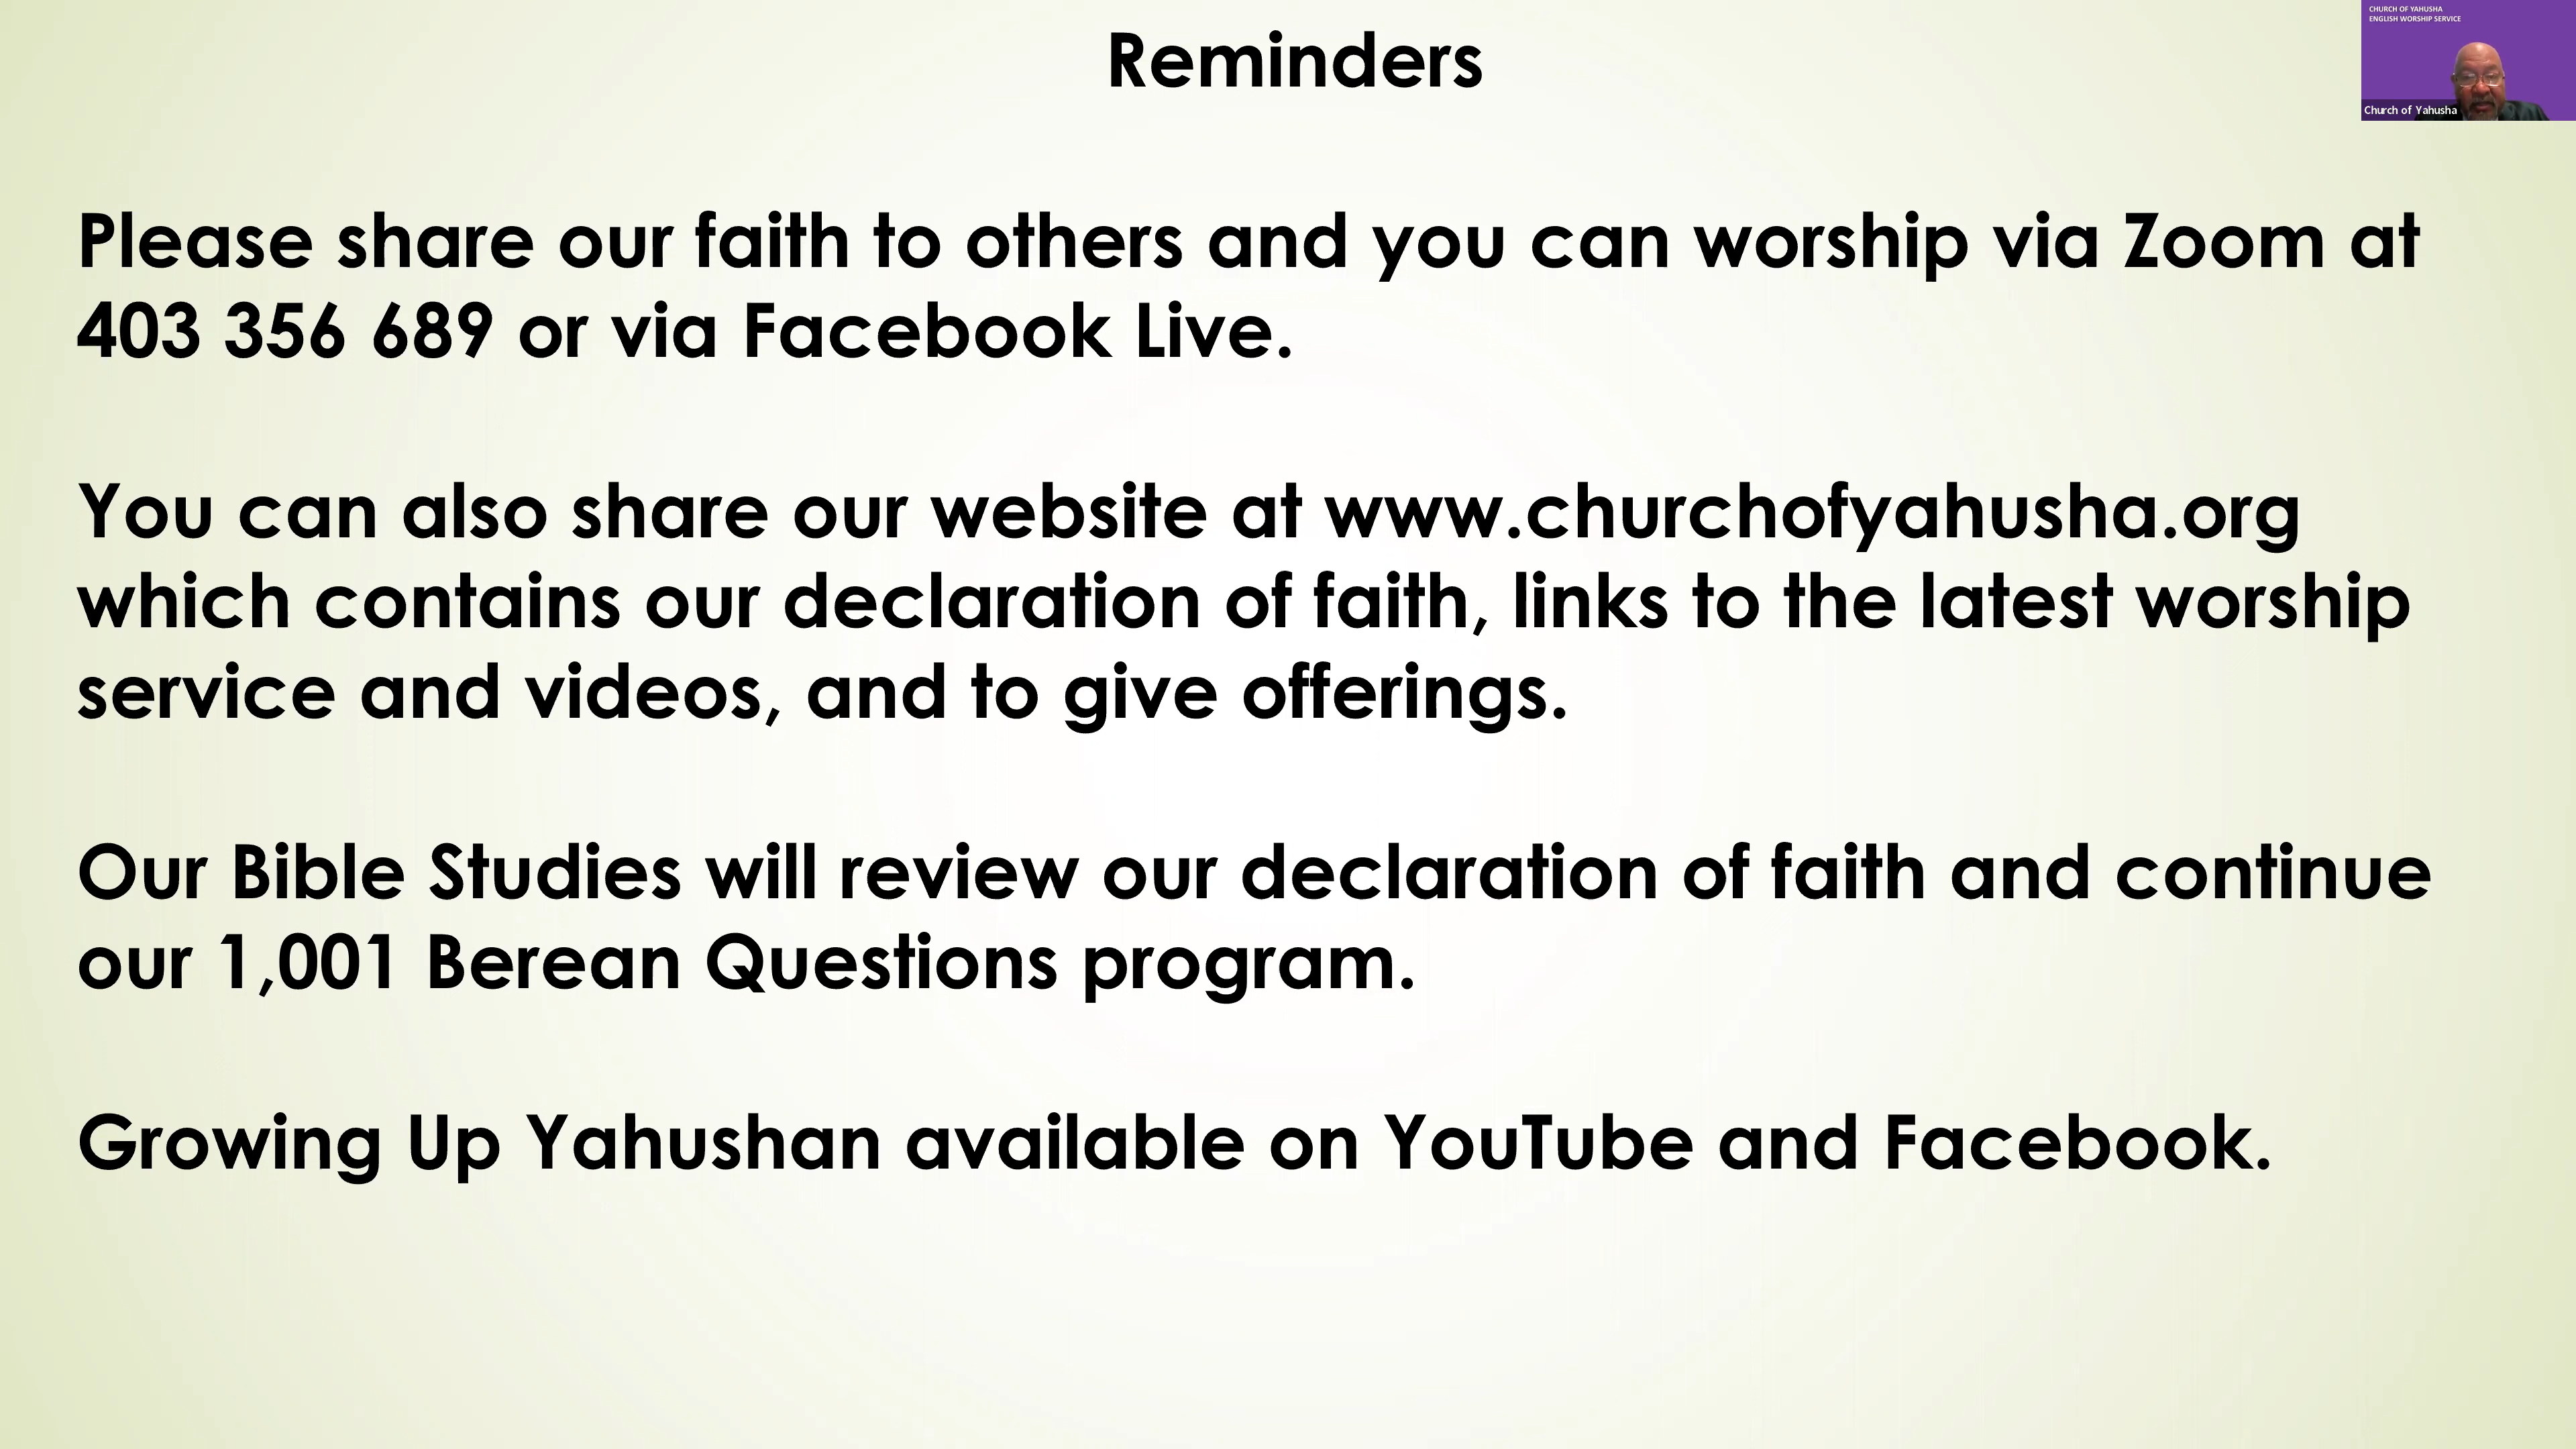 Reminders
CHURCH OF YAHUSHA
ENGLISH WORSHIP SERVICE
Church of Yahusha
Please share our faith to others and you can worship via Zoom at
403 356 689 or via Facebook Live.
You can also share our website at www.churchofyahusha.org
which contains our declaration of faith, links to the latest worship
service and videos, and to give offerings.
Our Bible Studies will review our declaration of faith and continue
our 1,001 Berean Questions program.
Growing Up Yahushan available on YouTube and Facebook.